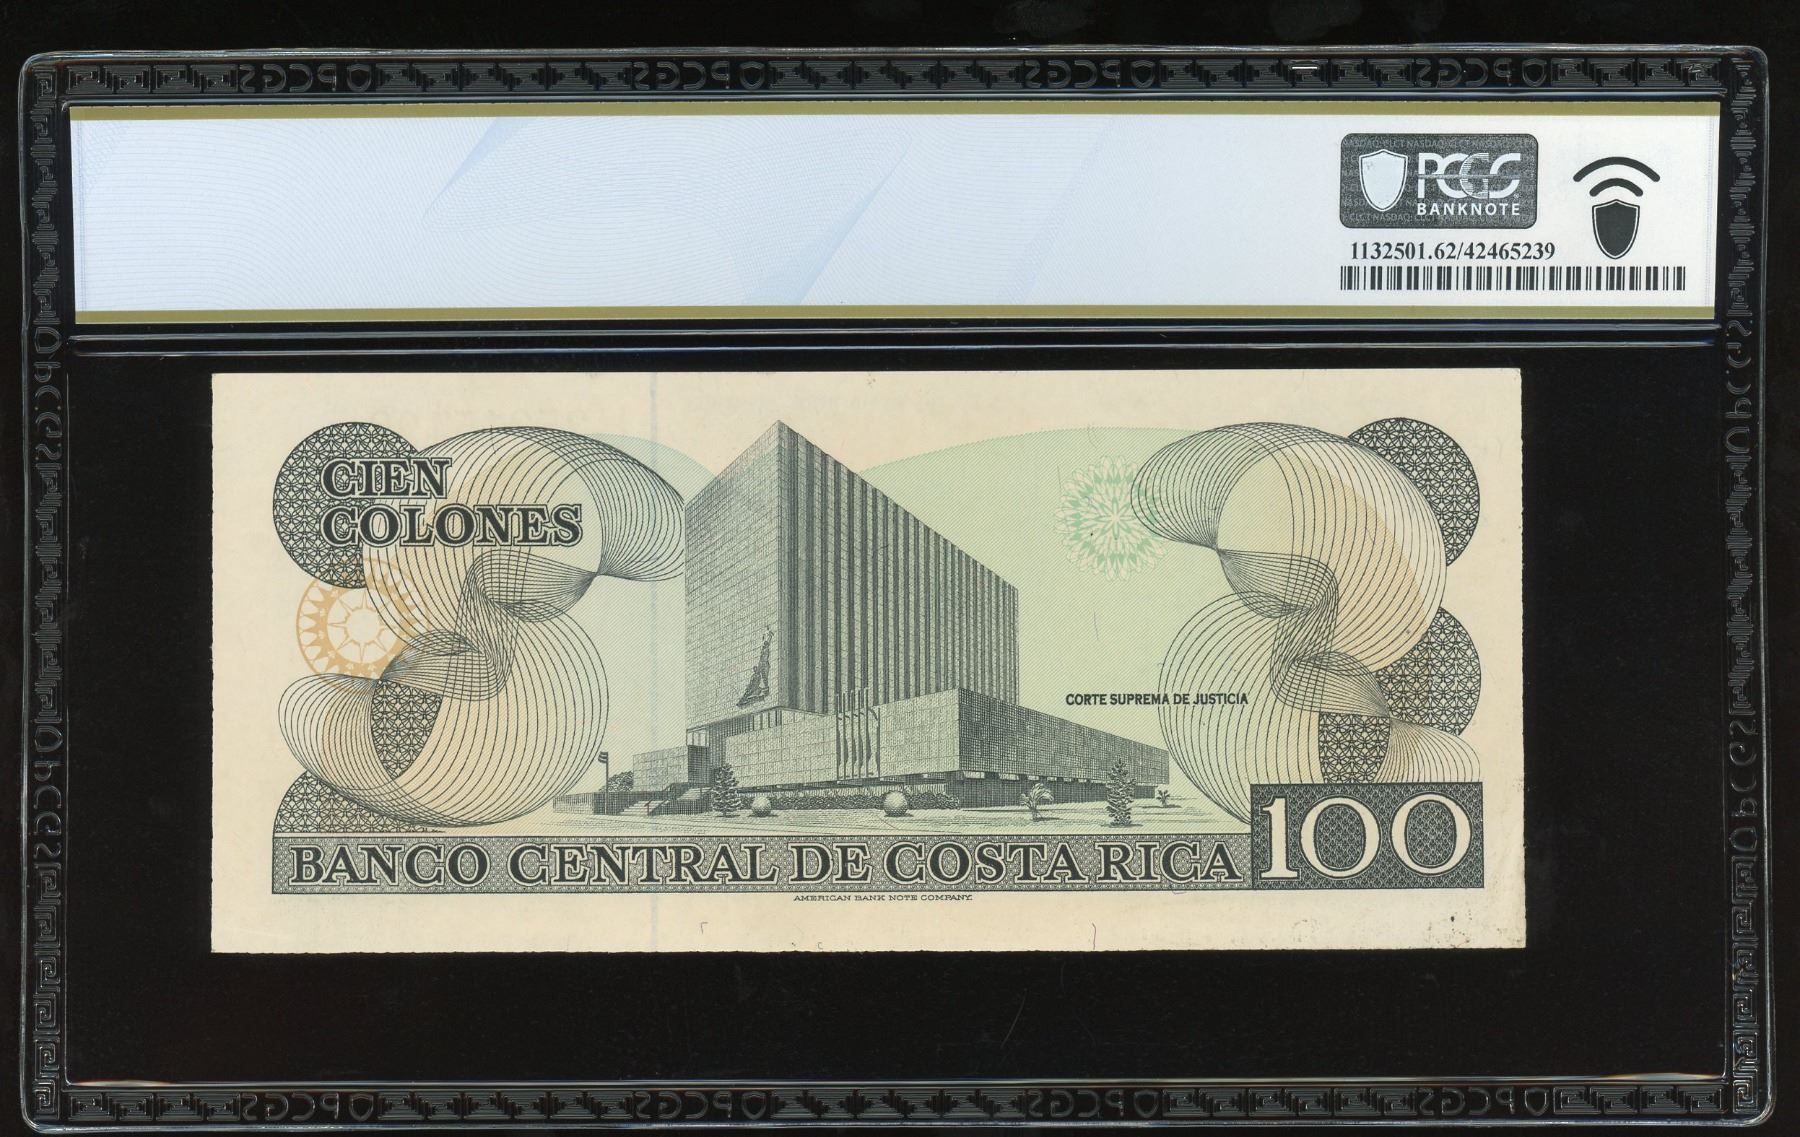 PCGS
BANKNOTE
1132501.62/42465239
CIEN
COLONES
CORTE SUPREMA DE JUSTICIA
BANCO CENTRAL DE COSTA RICA
100
AMERICAN BANK NOTE COMPANY.